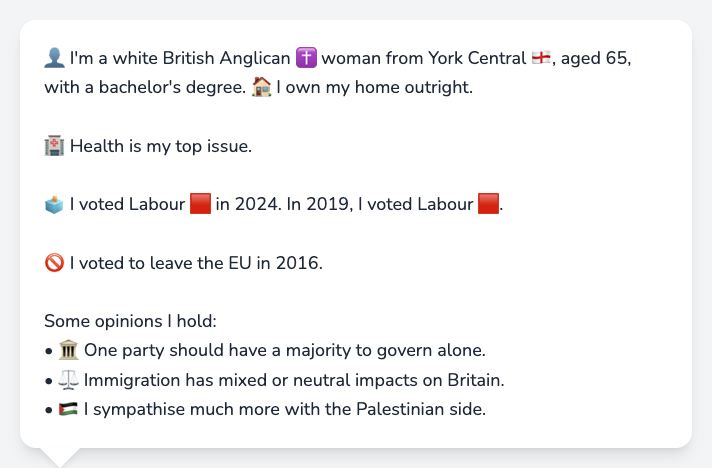 👤 I'm a white British Anglican ✝️ woman from York Central 🏴󠁧󠁢󠁥󠁮󠁧󠁿, aged 65,
with a bachelor's degree. 🏠 I own my home outright.
🏥 Health is my top issue.
🗳️ I voted Labour 🟥 in 2024. In 2019, I voted Labour 🟥.
🚫 I voted to leave the EU in 2016.
Some opinions I hold:
• 🏛️ One party should have a majority to govern alone.
• ⚖️ Immigration has mixed or neutral impacts on Britain.
• 🇵🇸 I sympathise much more with the Palestinian side.